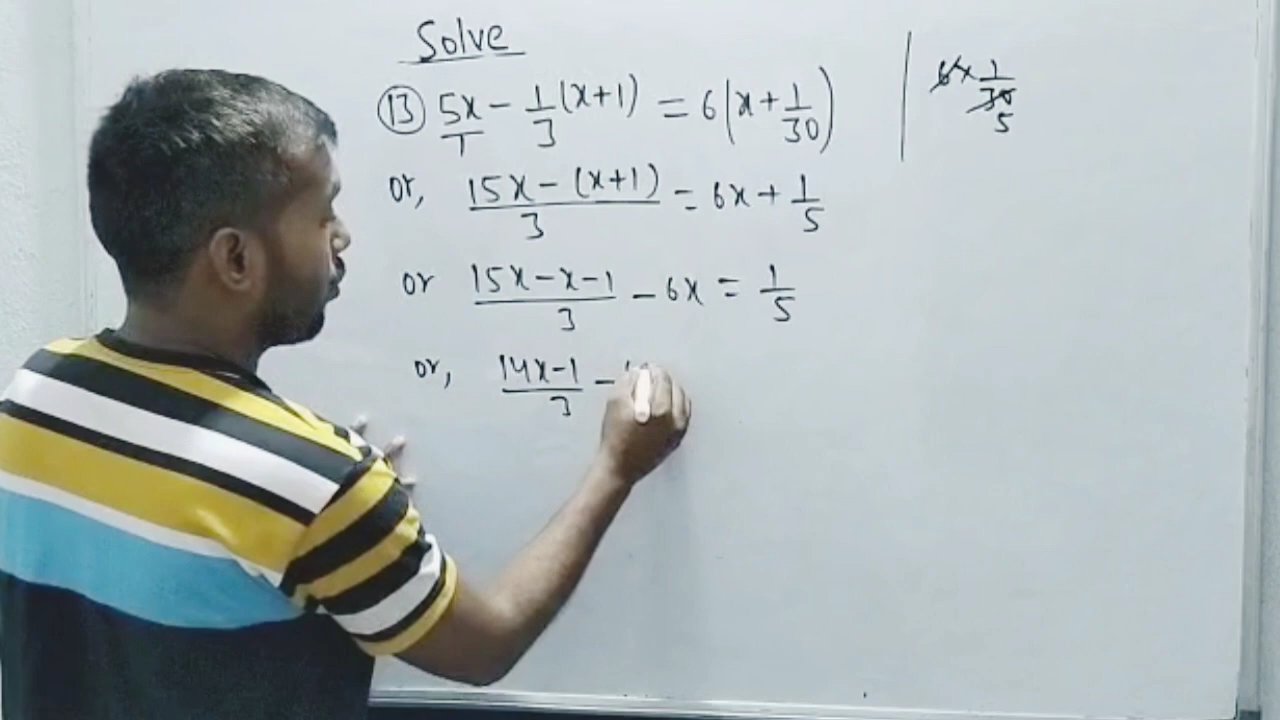 Solve
13 5x/1 - 1/3 (x+1) = 6(x + 1/30)
or, (15x - (x+1))/3 = 6x + 1/5
or (15x - x - 1)/3 - 6x = 1/5
or, (14x - 1)/3 -
6 x 1/30
5